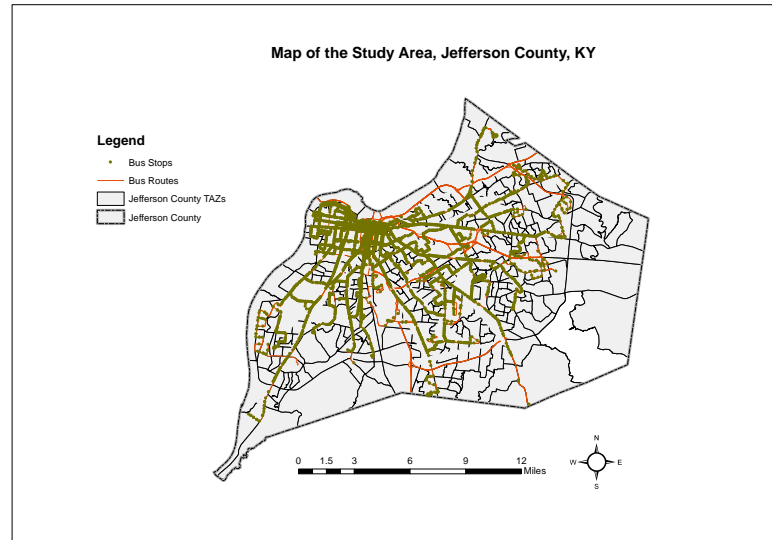 Map of the Study Area, Jefferson County, KY
Legend
Bus Stops
Bus Routes
Jefferson County TAZs
Jefferson County
N
W E
S
0 1.5 3 6 9 12
Miles